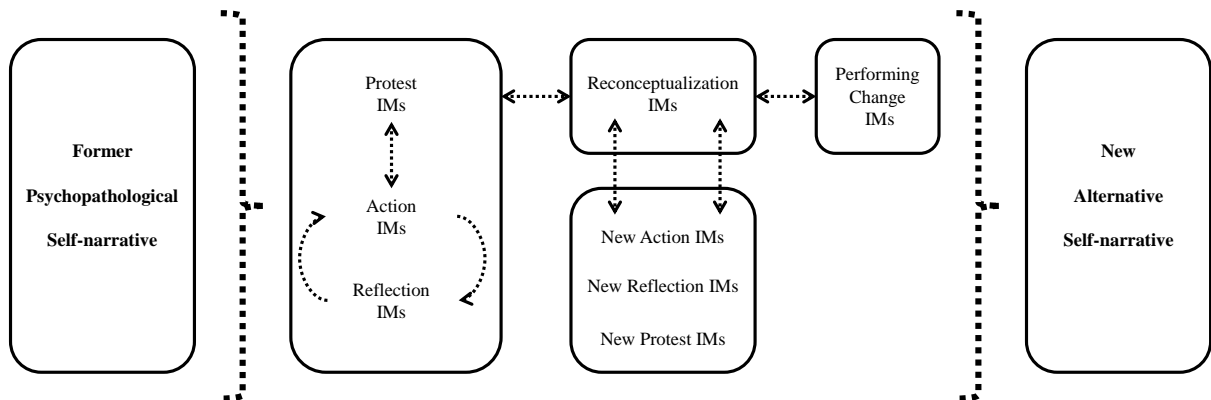 Former
Psychopathological
Self-narrative
Protest
IMs
Action
IMs
Reflection
IMs
Reconceptualization
IMs
New Action IMs
New Reflection IMs
New Protest IMs
Performing
Change
IMs
New
Alternative
Self-narrative